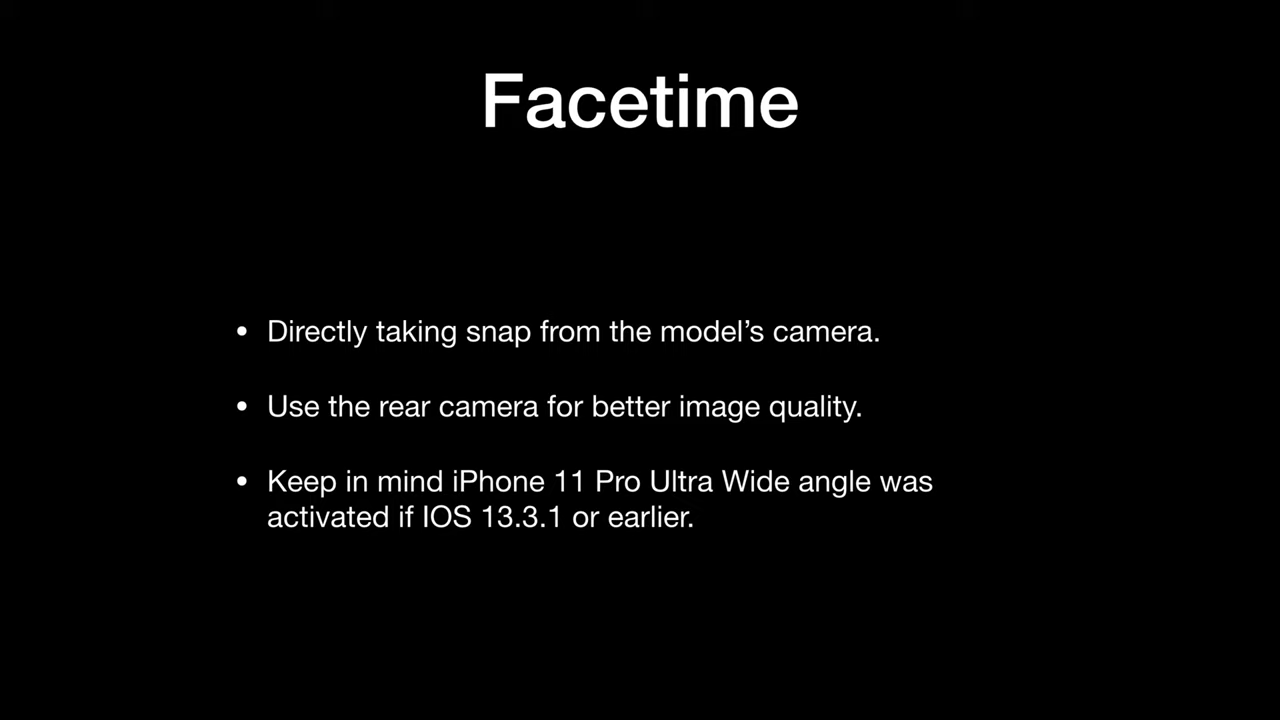 Facetime
• Directly taking snap from the model’s camera.
• Use the rear camera for better image quality.
• Keep in mind iPhone 11 Pro Ultra Wide angle was
activated if IOS 13.3.1 or earlier.